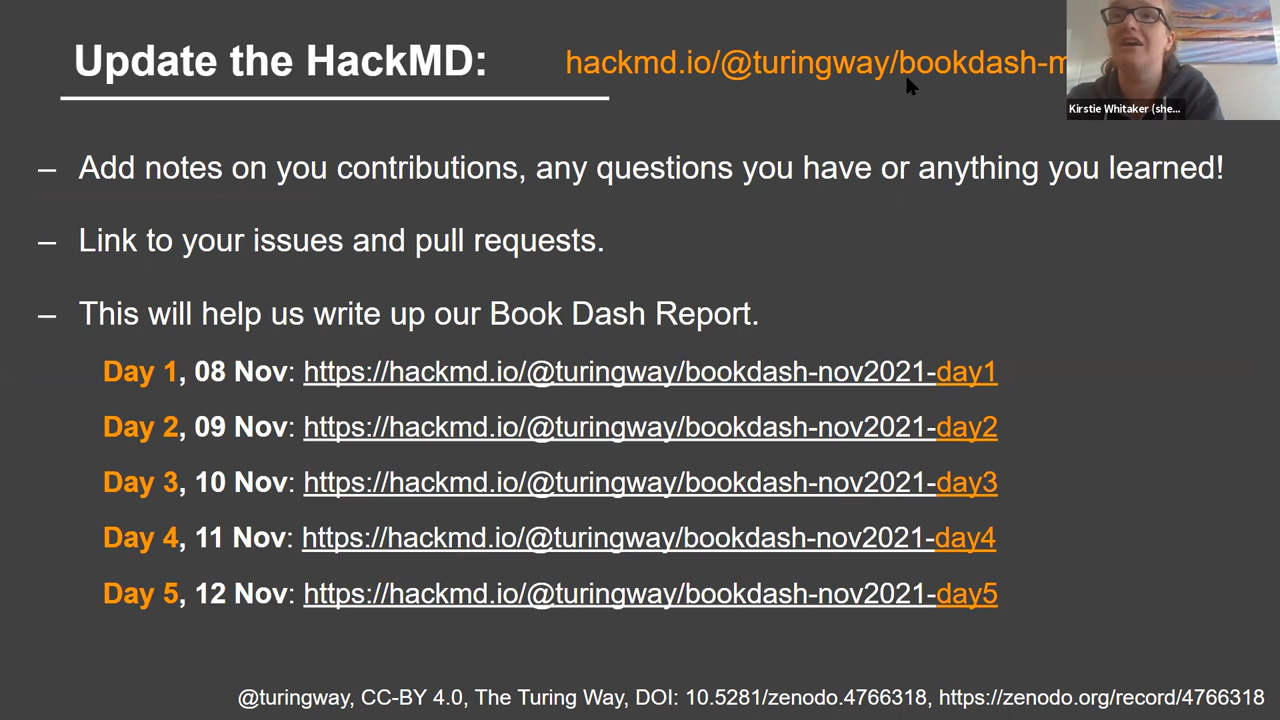 Update the HackMD:
hackmd.io/@turingway/bookdash-m
Kirstie Whitaker (she...
– Add notes on you contributions, any questions you have or anything you learned!
– Link to your issues and pull requests.
– This will help us write up our Book Dash Report.
Day 1, 08 Nov: https://hackmd.io/@turingway/bookdash-nov2021-day1
Day 2, 09 Nov: https://hackmd.io/@turingway/bookdash-nov2021-day2
Day 3, 10 Nov: https://hackmd.io/@turingway/bookdash-nov2021-day3
Day 4, 11 Nov: https://hackmd.io/@turingway/bookdash-nov2021-day4
Day 5, 12 Nov: https://hackmd.io/@turingway/bookdash-nov2021-day5
@turingway, CC-BY 4.0, The Turing Way, DOI: 10.5281/zenodo.4766318, https://zenodo.org/record/4766318